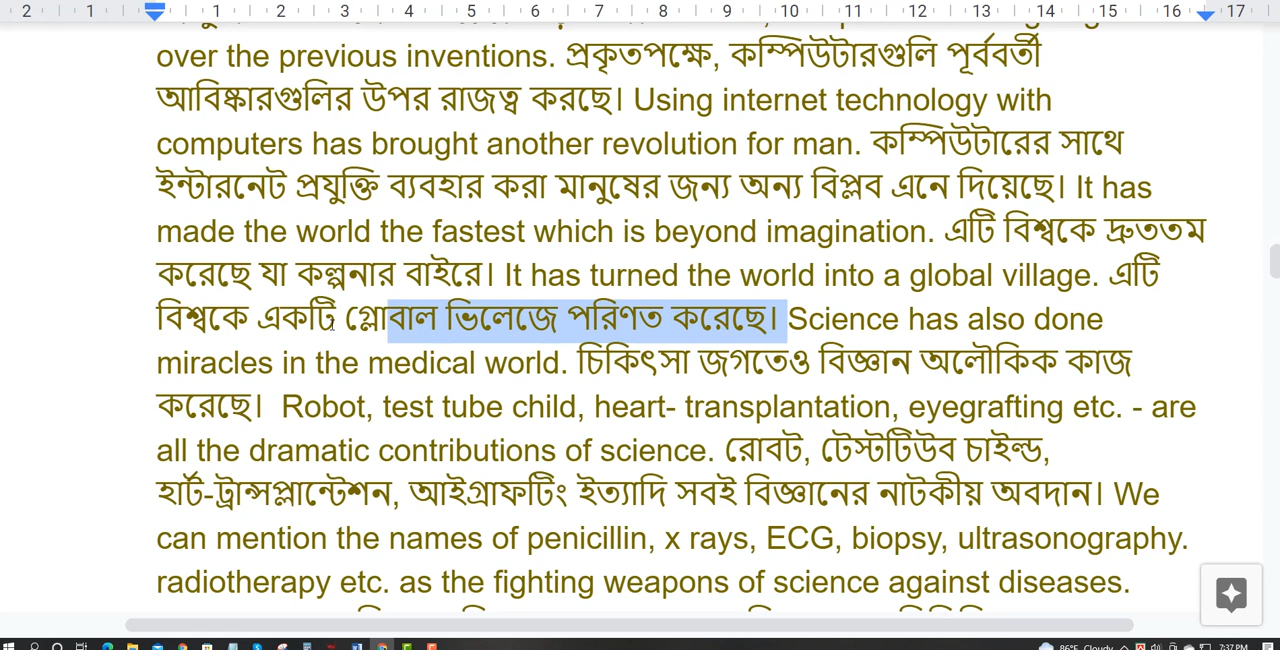 2 1 1 2 3 4 5 6 7 8 9 10 11 12 13 14 15 16 17
over the previous inventions. প্রকৃতপক্ষে, কম্পিউটারগুলি পূর্ববর্তী
আবিষ্কারগুলির উপর রাজত্ব করছে। Using internet technology with
computers has brought another revolution for man. কম্পিউটারের সাথে
ইন্টারনেট প্রযুক্তি ব্যবহার করা মানুষের জন্য অন্য বিপ্লব এনে দিয়েছে। It has
made the world the fastest which is beyond imagination. এটি বিশ্বকে দ্রুততম
করেছে যা কল্পনার বাইরে। It has turned the world into a global village. এটি
বিশ্বকে একটি গ্লোবাল ভিলেজে পরিণত করেছে। Science has also done
miracles in the medical world. চিকিৎসা জগতেও বিজ্ঞান অলৌকিক কাজ
করেছে। Robot, test tube child, heart- transplantation, eyegrafting etc. - are
all the dramatic contributions of science. রোবট, টেস্টটিউব চাইল্ড,
হার্ট-ট্রান্সপ্লান্টেশন, আইগ্রাফটিং ইত্যাদি সবই বিজ্ঞানের নাটকীয় অবদান। We
can mention the names of penicillin, x rays, ECG, biopsy, ultrasonography.
radiotherapy etc. as the fighting weapons of science against diseases.
86°F Cloudy 7:37 PM